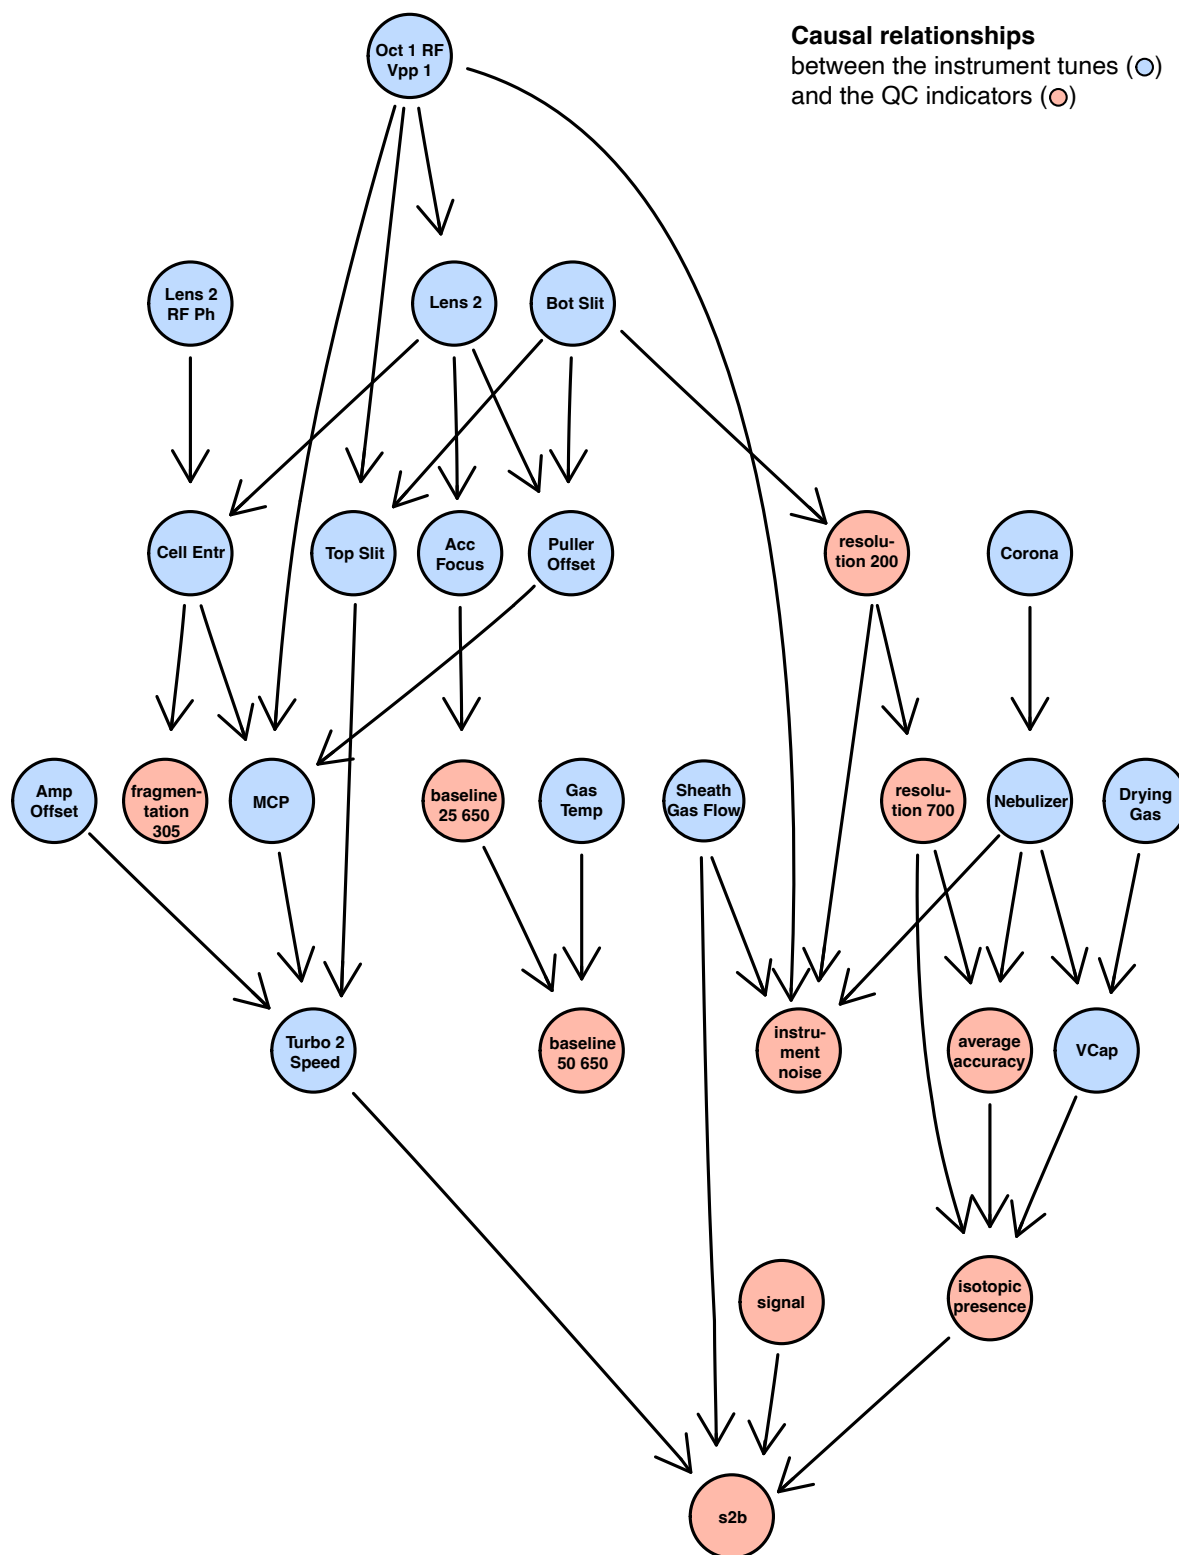 Causal relationships
between the instrument tunes ( )
and the QC indicators ( )
Oct 1 RF
Vpp 1
Lens 2
RF Ph
Lens 2
Bot Slit
Cell Entr
Top Slit
Acc
Focus
Puller
Offset
resolu-
tion 200
Corona
Amp
Offset
fragmen-
tation
305
MCP
baseline
25 650
Gas
Temp
Sheath
Gas Flow
resolu-
tion 700
Nebulizer
Drying
Gas
Turbo 2
Speed
baseline
50 650
instru-
ment
noise
average
accuracy
VCap
signal
isotopic
presence
s2b